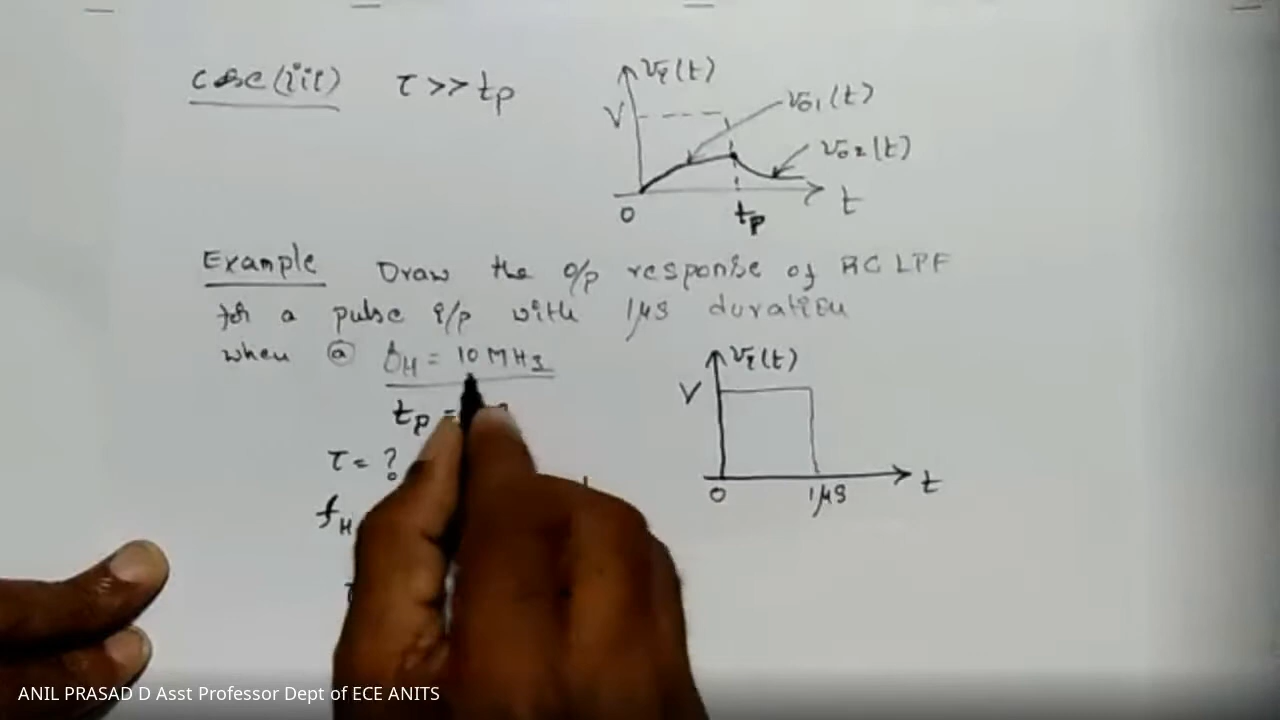 case(iii) τ >> tp
vi(t)
V
vo1(t)
vo2(t)
0 tp t
Example Draw the o/p response of RC LPF
for a pulse i/p with 1μs duration
when ⓐ fH = 10 MHz
tp =
τ = ?
fH
vi(t)
V
0 1μs t
ANIL PRASAD D Asst Professor Dept of ECE ANITS